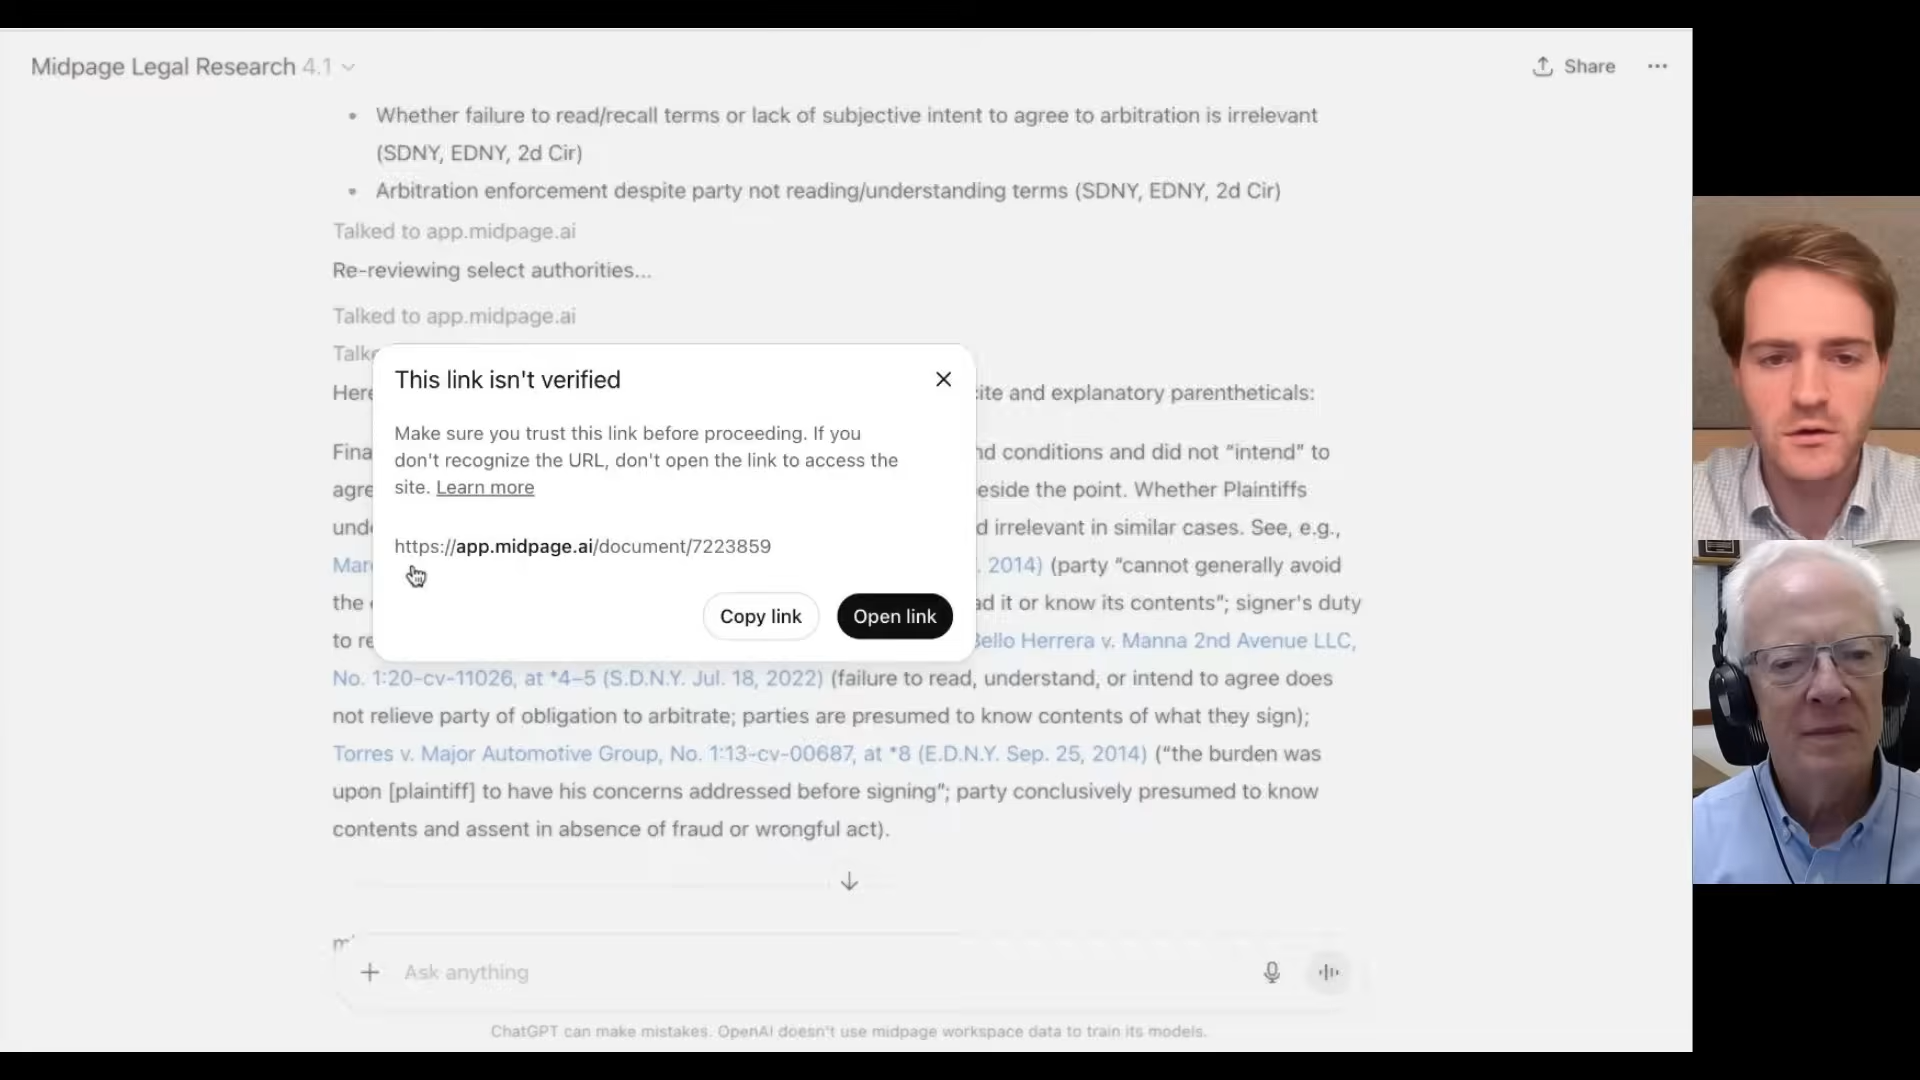 Midpage Legal Research 4.1
Share
• Whether failure to read/recall terms or lack of subjective intent to agree to arbitration is irrelevant
(SDNY, EDNY, 2d Cir)
• Arbitration enforcement despite party not reading/understanding terms (SDNY, EDNY, 2d Cir)
Talked to app.midpage.ai
Re-reviewing select authorities...
Talked to app.midpage.ai
This link isn't verified
Make sure you trust this link before proceeding. If you
don't recognize the URL, don't open the link to access the
site. Learn more
https://app.midpage.ai/document/7223859
Copy link
Open link
and explanatory parentheticals:
conditions and did not “intend” to
the point. Whether Plaintiffs
irrelevant in similar cases. See, e.g.,
2014) (party “cannot generally avoid
the it or know its contents”; signer's duty
to Herrera v. Manna 2nd Avenue LLC,
No. 1:20-cv-11026, at *4–5 (S.D.N.Y. Jul. 18, 2022) (failure to read, understand, or intend to agree does
not relieve party of obligation to arbitrate; parties are presumed to know contents of what they sign);
Torres v. Major Automotive Group, No. 1:13-cv-00687, at *8 (E.D.N.Y. Sep. 25, 2014) (“the burden was
upon [plaintiff] to have his concerns addressed before signing”; party conclusively presumed to know
contents and assent in absence of fraud or wrongful act).
Ask anything
ChatGPT can make mistakes. OpenAI doesn't use midpage workspace data to train its models.